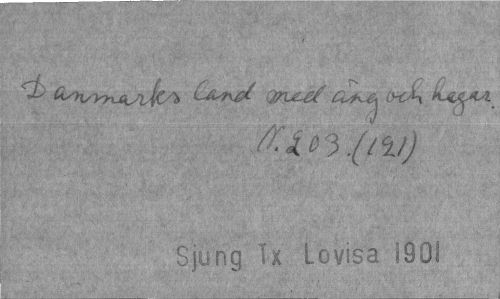 Danmarks land med äng och hagar.
N. 203. (121)
Sjung Tx Lovisa 1901